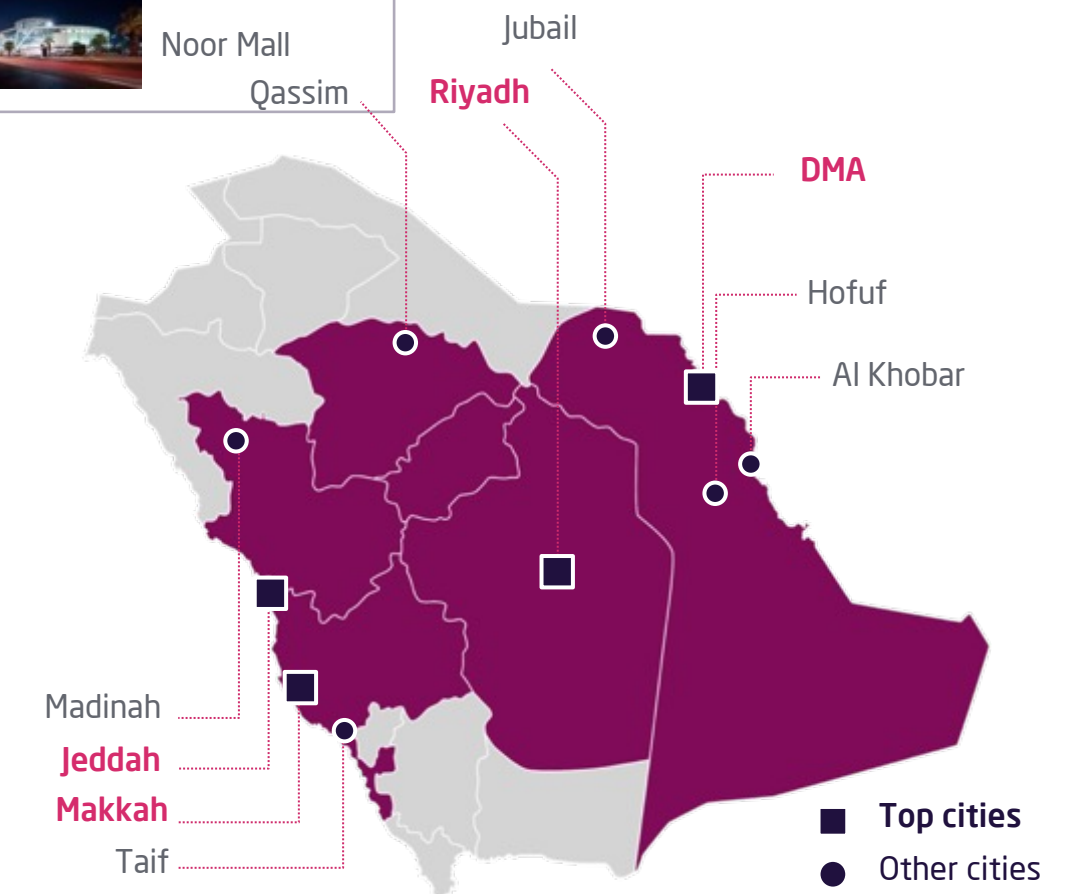 Noor Mall
Jubail
Qassim
Riyadh
DMA
Hofuf
Al Khobar
Madinah
Jeddah
Makkah
Taif
Top cities
Other cities